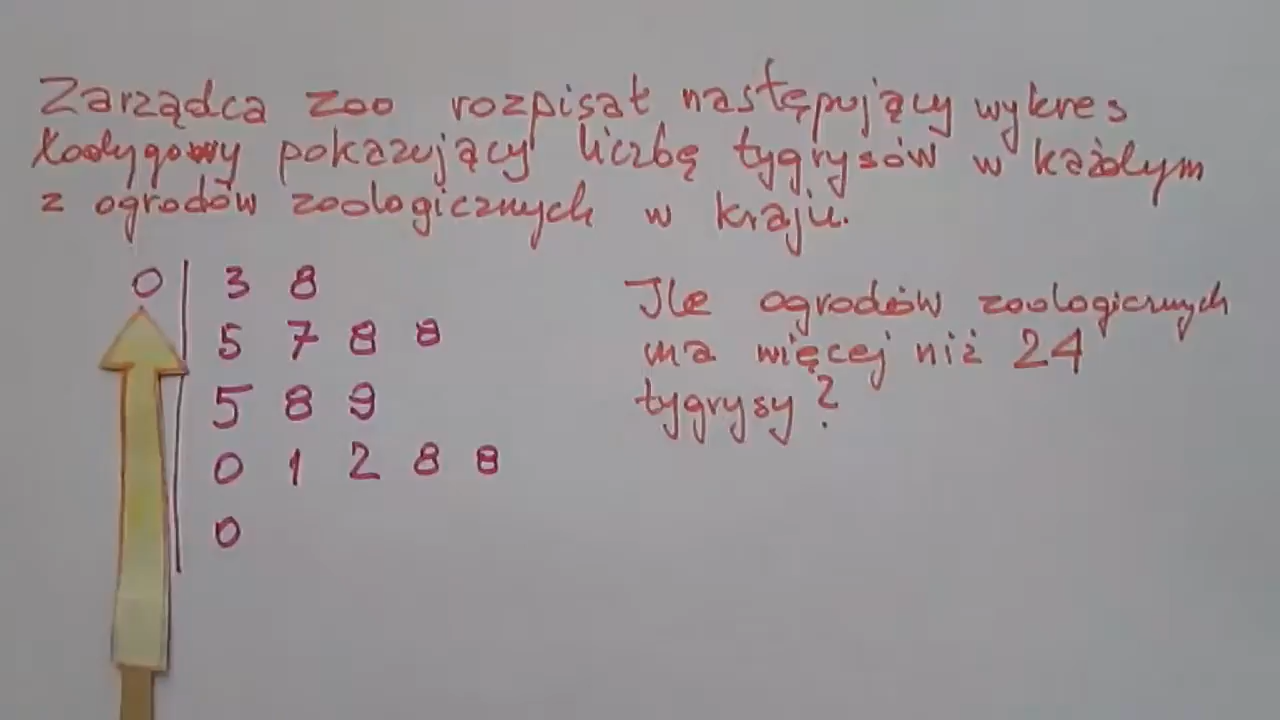 Zarządca zoo rozpisał następujący wykres
łodygowy pokazujący liczbę tygrysów w każdym
z ogrodów zoologicznych w kraju.
0 | 3 8
5 7 8 8
5 8 9
0 1 2 8 8
0
Ile ogrodów zoologicznych
ma więcej niż 24
tygrysy?